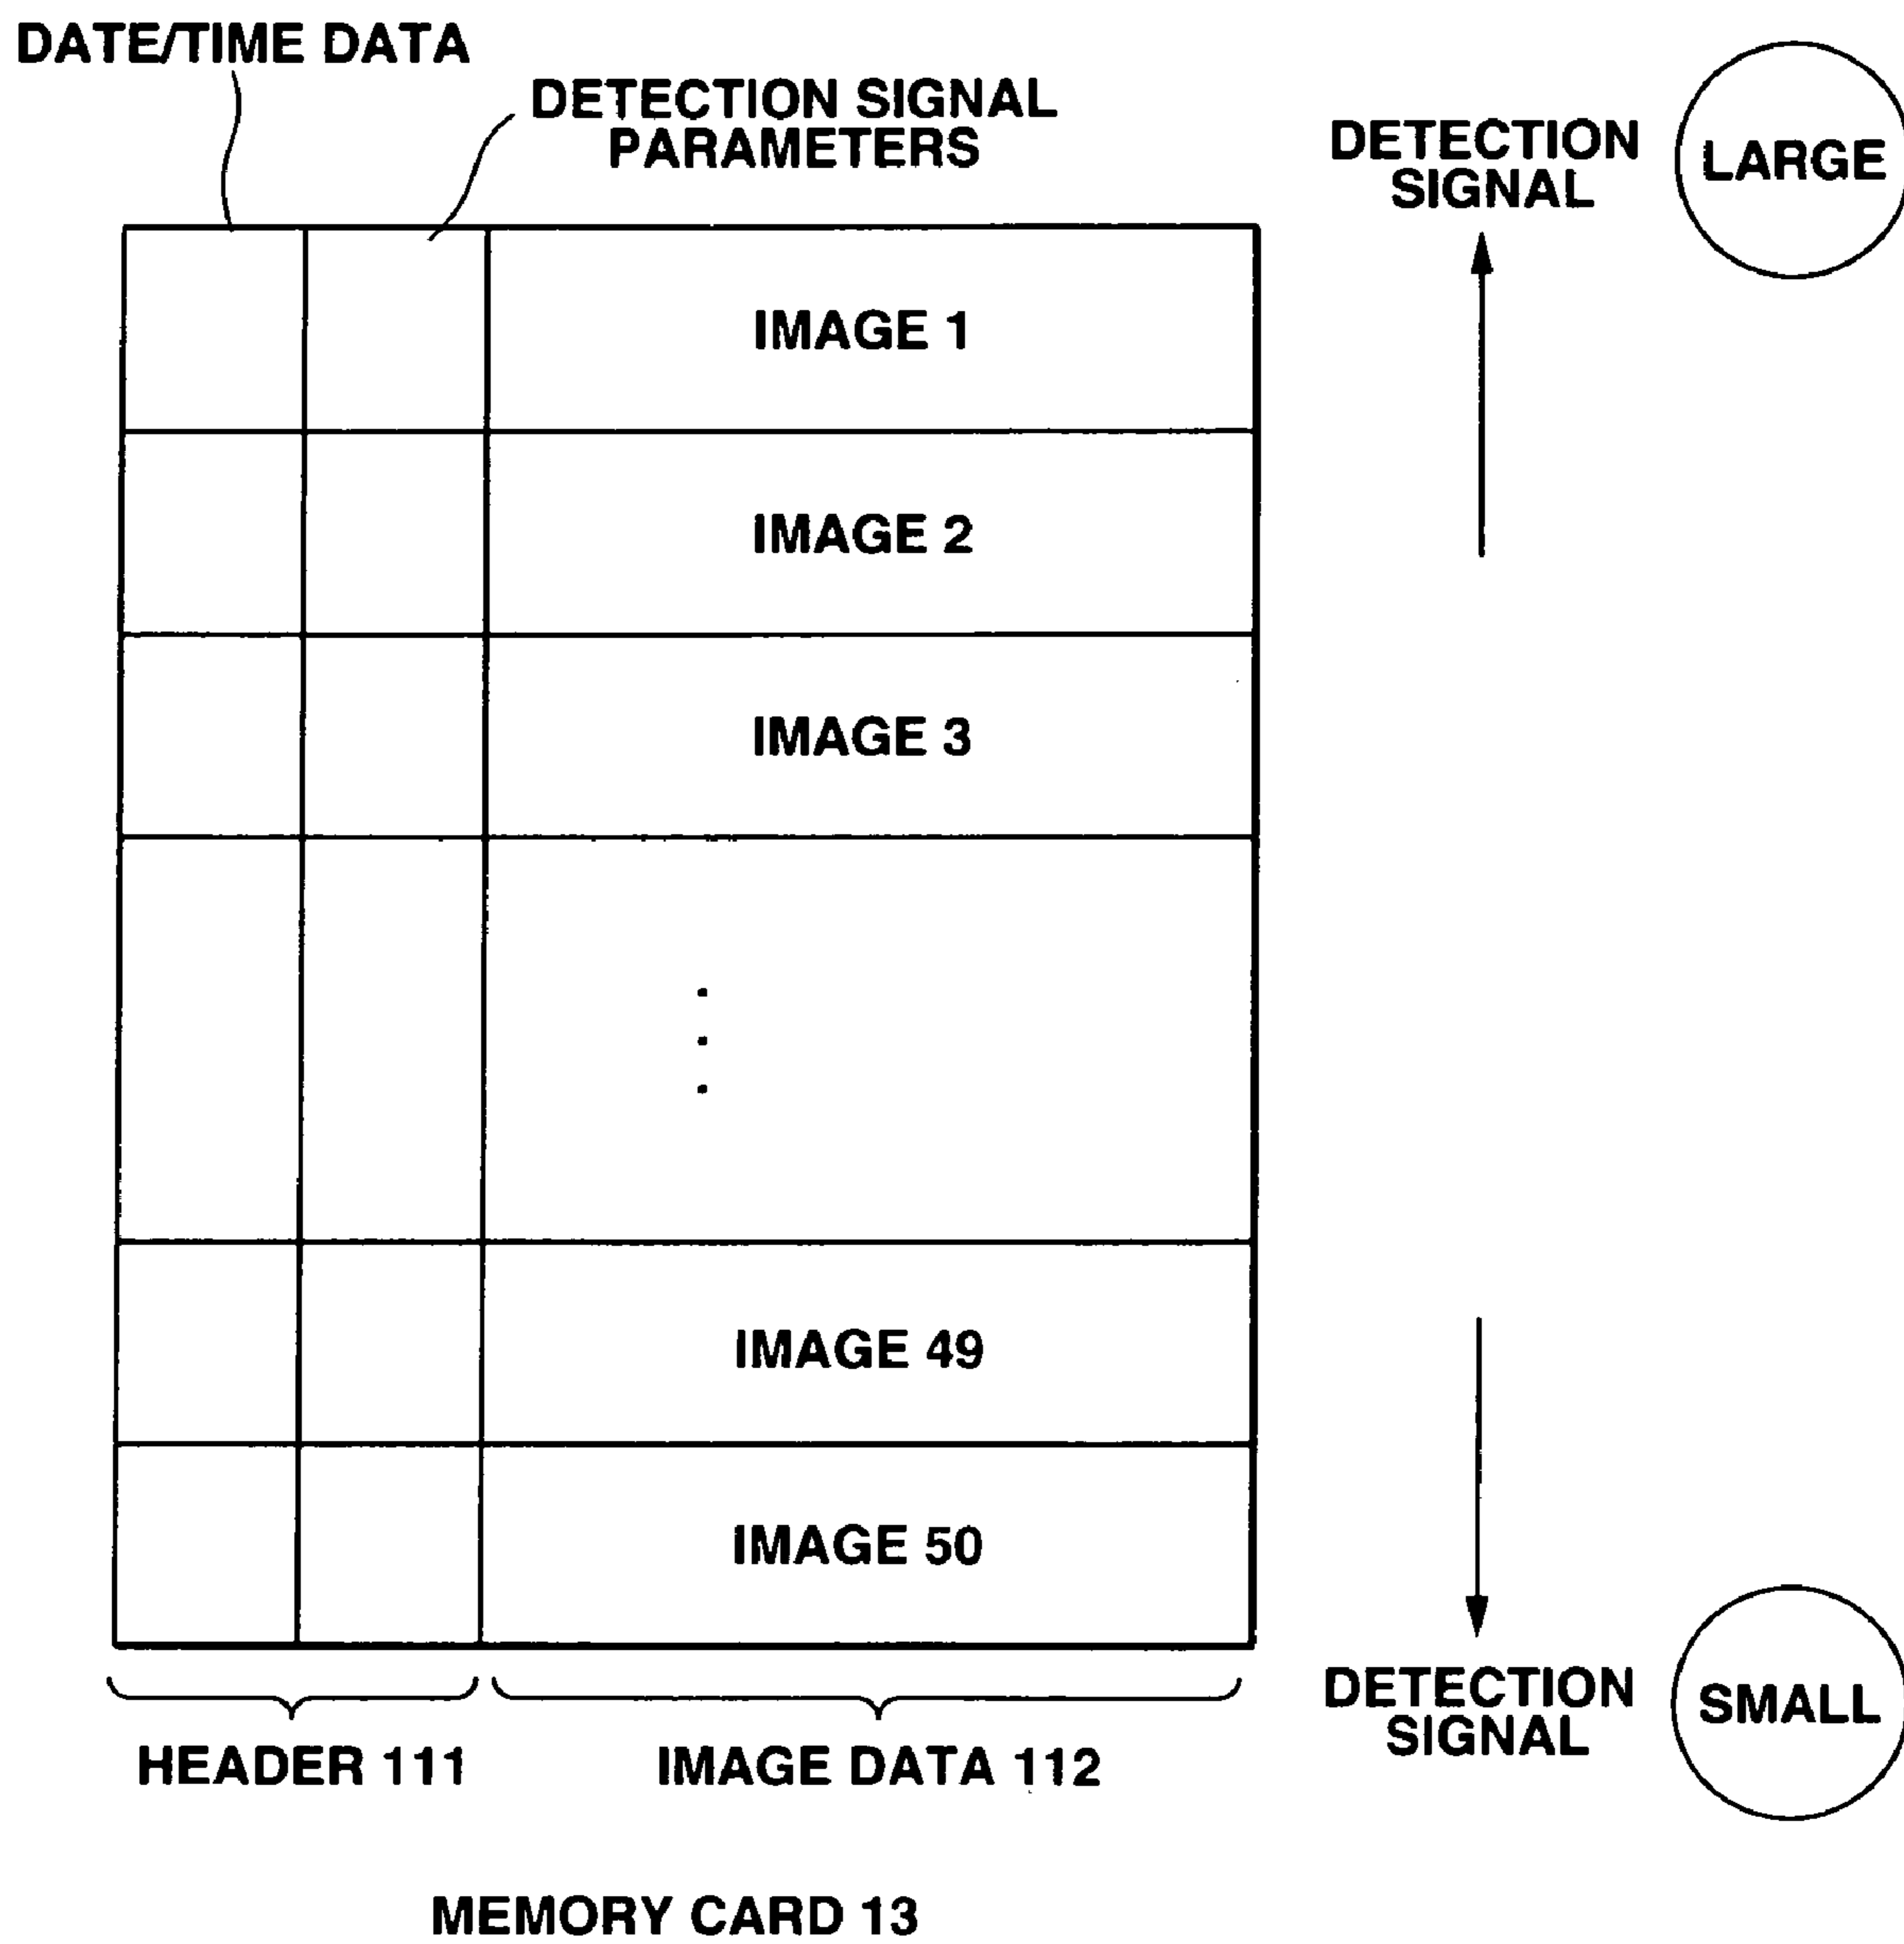 DATE/TIME DATA
DETECTION SIGNAL
PARAMETERS
DETECTION
SIGNAL
LARGE
IMAGE 1
IMAGE 2
IMAGE 3
IMAGE 49
IMAGE 50
DETECTION
SIGNAL
SMALL
HEADER 111
IMAGE DATA 112
MEMORY CARD 13